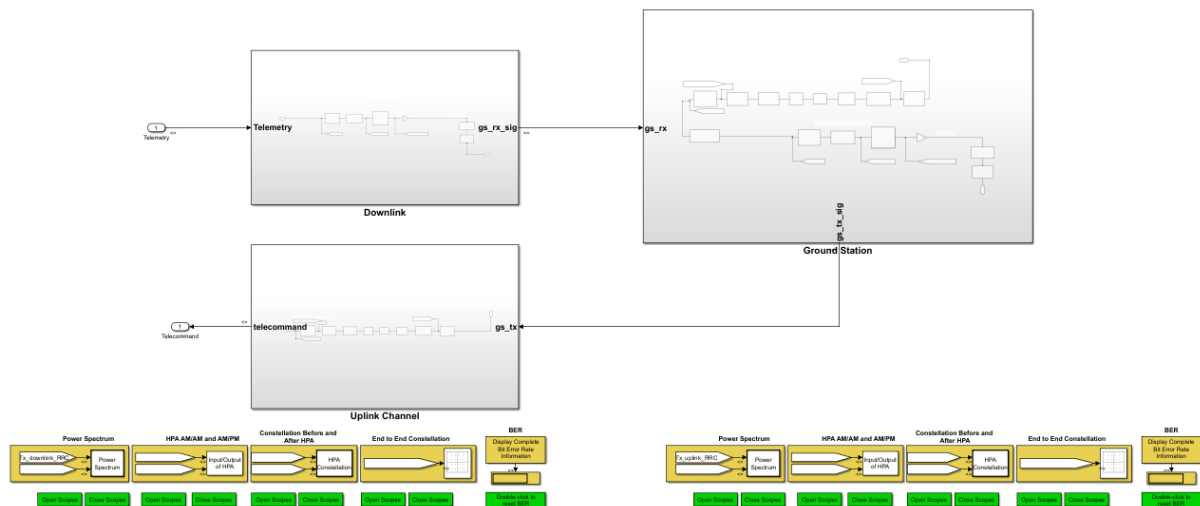 1
Telemetry
Telemetry
gs_rx_sig
Downlink
gs_rx
gs_tx_sig
Ground Station
1
Telecommand
telecommand
gs_tx
Uplink Channel
Power Spectrum
HPA AM/AM and AM/PM
Constellation Before and
After HPA
End to End Constellation
BER
Tx_downlink_RRC
Power
Spectrum
Input/Output
of HPA
HPA
Constellation
Display Complete
Bit Error Rate
Information
Open Scopes
Close Scopes
Open Scopes
Close Scopes
Open Scopes
Close Scopes
Open Scopes
Close Scopes
Double-click to
reset BER
Power Spectrum
HPA AM/AM and AM/PM
Constellation Before and
After HPA
End to End Constellation
BER
Tx_uplink_RRC
Power
Spectrum
Input/Output
of HPA
HPA
Constellation
Display Complete
Bit Error Rate
Information
Open Scopes
Close Scopes
Open Scopes
Close Scopes
Open Scopes
Close Scopes
Open Scopes
Close Scopes
Double-click to
reset BER